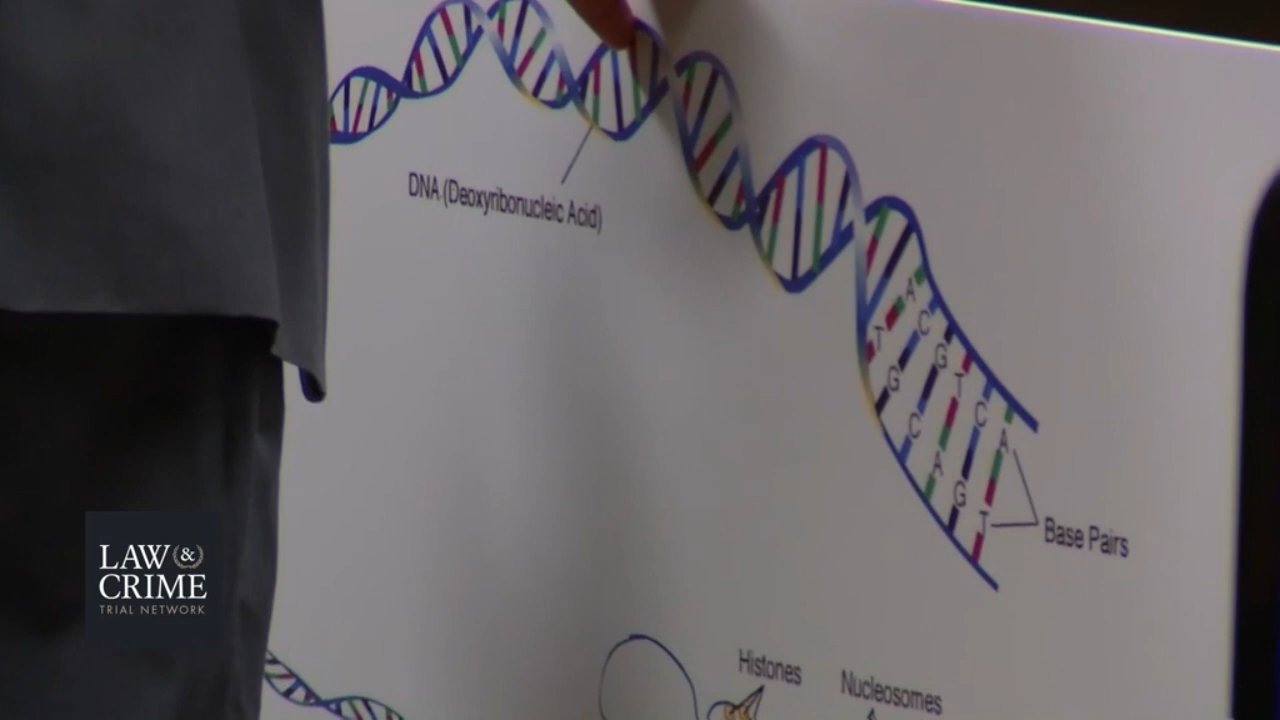 DNA (Deoxyribonucleic Acid)
T A
G C
C G
A T
G C
T A
Base Pairs
Histones
Nucleosomes
LAW & CRIME
TRIAL NETWORK